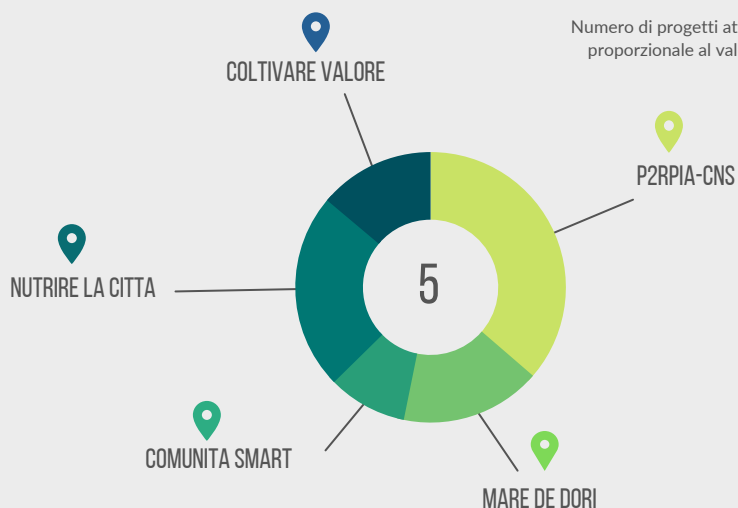 Numero di progetti at
proporzionale al val
COLTIVARE VALORE
P2RPIA-CNS
NUTRIRE LA CITTA
5
COMUNITA SMART
MARE DE DORI